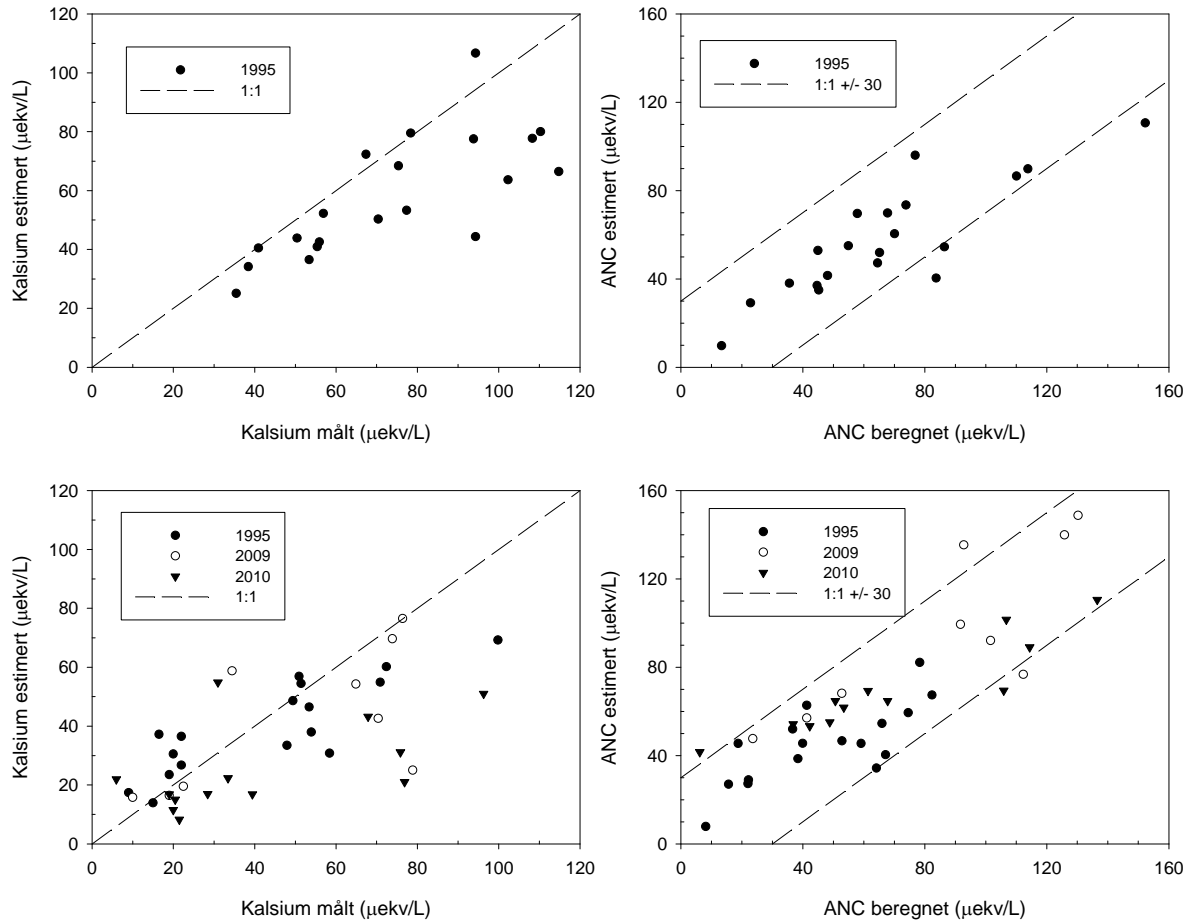 Kalsium estimert (µekv/L)
120
100
80
60
40
20
0
1995
1:1
0 20 40 60 80 100 120
Kalsium målt (µekv/L)
ANC estimert (µekv/L)
160
120
80
40
0
1995
1:1 +/- 30
0 40 80 120 160
ANC beregnet (µekv/L)
Kalsium estimert (µekv/L)
120
100
80
60
40
20
0
1995
2009
2010
1:1
0 20 40 60 80 100 120
Kalsium målt (µekv/L)
ANC estimert (µekv/L)
160
120
80
40
0
1995
2009
2010
1:1 +/- 30
0 40 80 120 160
ANC beregnet (µekv/L)